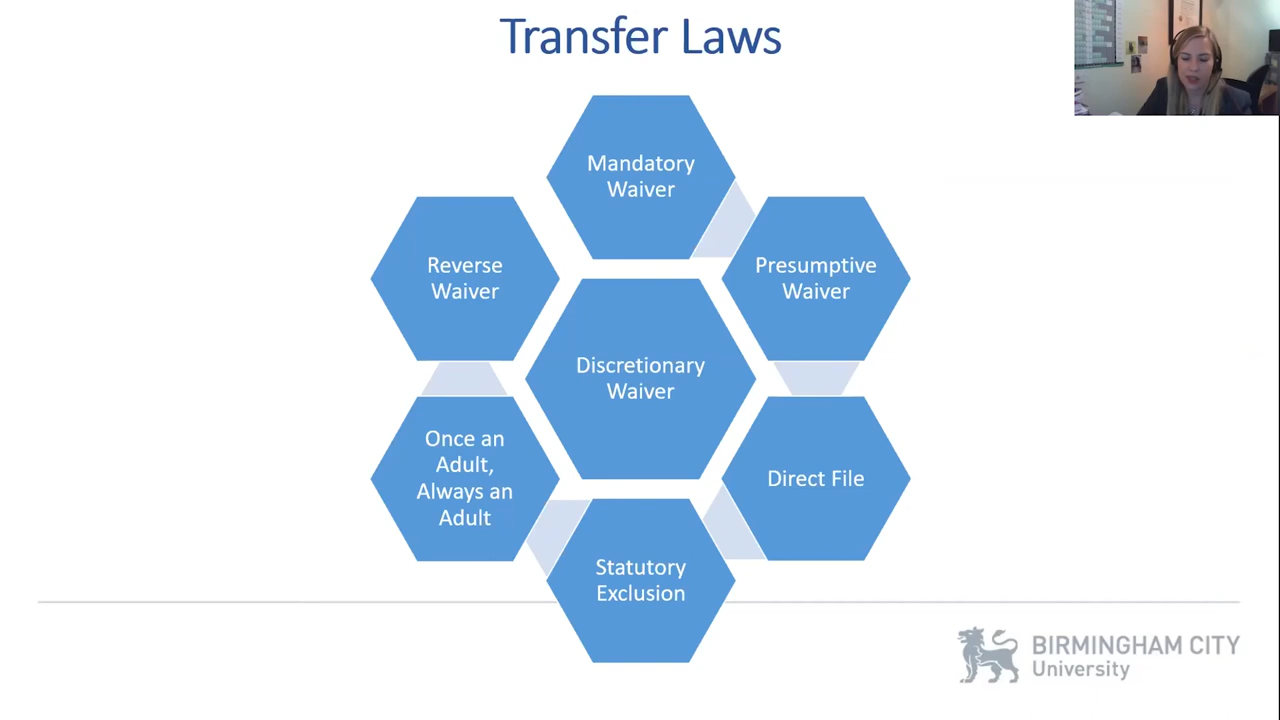 Transfer Laws
Mandatory
Waiver
Reverse
Waiver
Presumptive
Waiver
Discretionary
Waiver
Once an
Adult,
Always an
Adult
Direct File
Statutory
Exclusion
BIRMINGHAM CITY
University